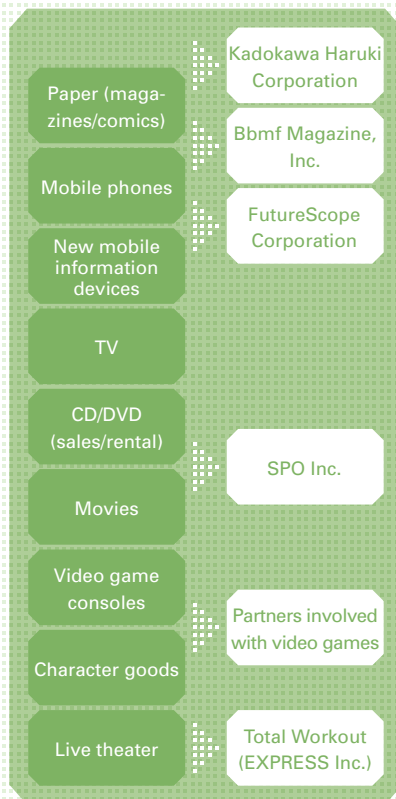 Paper (maga-
zines/comics)
Mobile phones
New mobile
information
devices
TV
CD/DVD
(sales/rental)
Movies
Video game
consoles
Character goods
Live theater
Kadokawa Haruki
Corporation
Bbmf Magazine,
Inc.
FutureScope
Corporation
SPO Inc.
Partners involved
with video games
Total Workout
(EXPRESS Inc.)